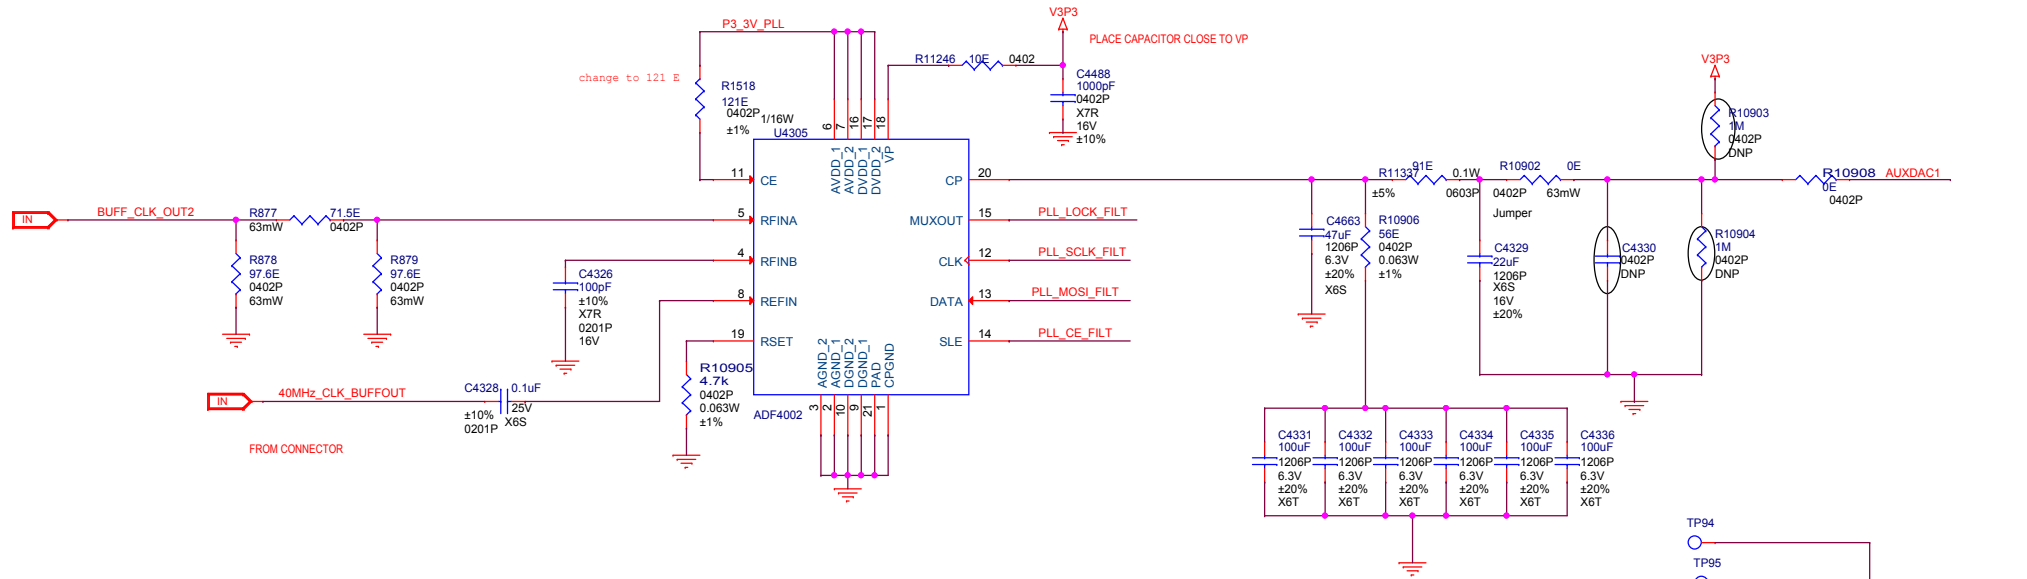 P3_3V_PLL
V3P3
PLACE CAPACITOR CLOSE TO VP
change to 121 E
R1518
121E
0402P
±1%
1/16W
U4305
R11246
10E
0402
C4488
1000pF
0402P
X7R
16V
±10%
V3P3
R10903
1M
0402P
DNP
6
7
16
17
18
AVDD_1
AVDD_2
DVDD_1
DVDD_2
VP
11
CE
CP
20
IN
BUFF_CLK_OUT2
R877
63mW
71.5E
0402P
5
RFINA
MUXOUT
15
PLL_LOCK_FILT
R878
97.6E
0402P
63mW
R879
97.6E
0402P
63mW
4
RFINB
CLK
12
PLL_SCLK_FILT
C4326
100pF
±10%
X7R
0201P
16V
8
REFIN
DATA
13
PLL_MOSI_FILT
19
RSET
SLE
14
PLL_CE_FILT
R10905
4.7k
0402P
0.063W
±1%
AGND_2
AGND_1
DGND_2
DGND_1
PAD
CPGND
3
2
10
9
21
1
ADF4002
IN
40MHz_CLK_BUFFOUT
C4328
0.1uF
25V
X6S
±10%
0201P
FROM CONNECTOR
R11337
91E
0.1W
±5%
0603P
R10902
0E
0402P
63mW
Jumper
R10908
0E
0402P
AUXDAC1
C4663
47uF
1206P
6.3V
±20%
X6S
R10906
56E
0402P
0.063W
±1%
C4329
22uF
1206P
X6S
16V
±20%
C4330
0402P
DNP
R10904
1M
0402P
DNP
C4331
100uF
1206P
6.3V
±20%
X6T
C4332
100uF
1206P
6.3V
±20%
X6T
C4333
100uF
1206P
6.3V
±20%
X6T
C4334
100uF
1206P
6.3V
±20%
X6T
C4335
100uF
1206P
6.3V
±20%
X6T
C4336
100uF
1206P
6.3V
±20%
X6T
TP94
TP95